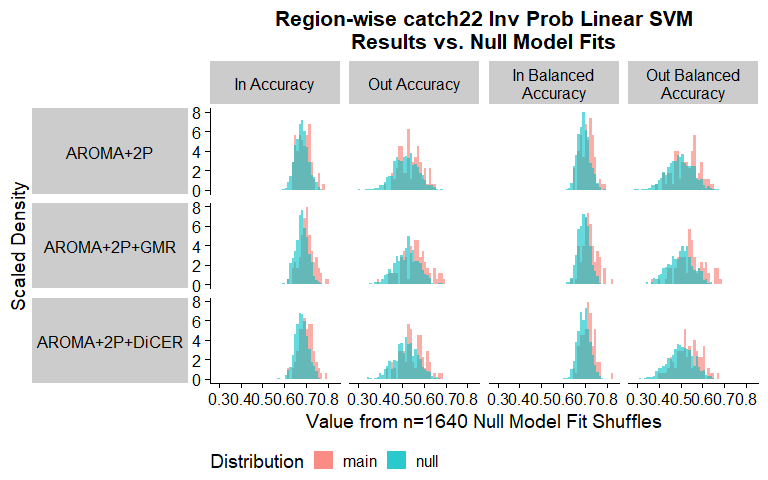 Region-wise catch22 Inv Prob Linear SVM
Results vs. Null Model Fits
In Accuracy
Out Accuracy
In Balanced
Accuracy
Out Balanced
Accuracy
Scaled Density
AROMA+2P
8
6
4
2
0
AROMA+2P+GMR
8
6
4
2
0
AROMA+2P+DiCER
8
6
4
2
0
0.30.40.50.60.70.8 0.30.40.50.60.70.8 0.30.40.50.60.70.8 0.30.40.50.60.70.8
Value from n=1640 Null Model Fit Shuffles
Distribution main null